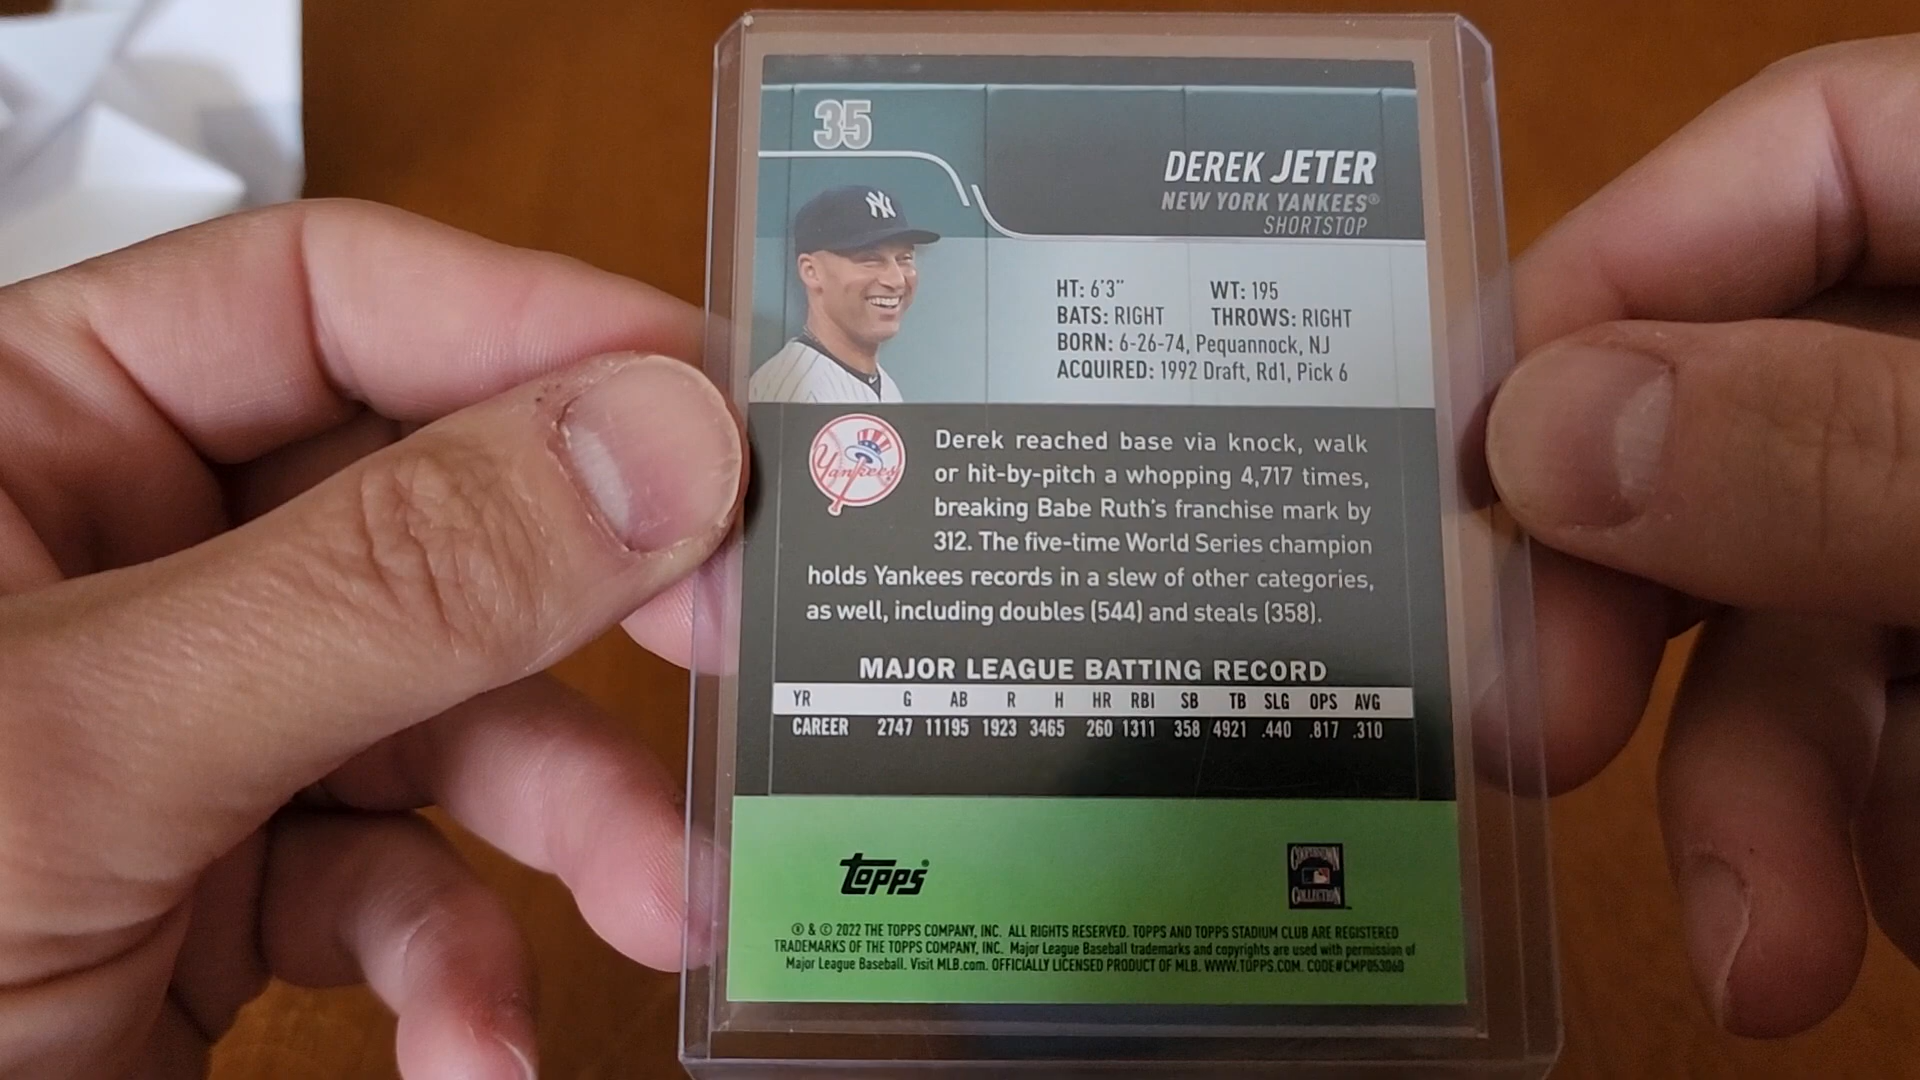 35
DEREK JETER
NEW YORK YANKEES®
SHORTSTOP
NY
HT: 6'3" WT: 195
BATS: RIGHT THROWS: RIGHT
BORN: 6-26-74, Pequannock, NJ
ACQUIRED: 1992 Draft, Rd1, Pick 6
Yankees
Derek reached base via knock, walk
or hit-by-pitch a whopping 4,717 times,
breaking Babe Ruth's franchise mark by
312. The five-time World Series champion
holds Yankees records in a slew of other categories,
as well, including doubles (544) and steals (358).
MAJOR LEAGUE BATTING RECORD
YR G AB R H HR RBI SB TB SLG OPS AVG
CAREER 2747 11195 1923 3465 260 1311 358 4921 .440 .817 .310
Topps®
COOPERSTOWN
COLLECTION™
® & © 2022 THE TOPPS COMPANY, INC. ALL RIGHTS RESERVED. TOPPS AND TOPPS STADIUM CLUB ARE REGISTERED
TRADEMARKS OF THE TOPPS COMPANY, INC. Major League Baseball trademarks and copyrights are used with permission of
Major League Baseball. Visit MLB.com. OFFICIALLY LICENSED PRODUCT OF MLB. WWW.TOPPS.COM. CODE#CMP053060